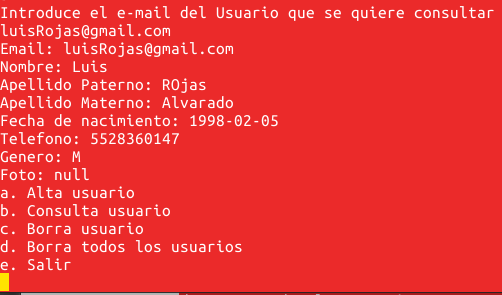 Introduce el e-mail del Usuario que se quiere consultar
luisRojas@gmail.com
Email: luisRojas@gmail.com
Nombre: Luis
Apellido Paterno: ROjas
Apellido Materno: Alvarado
Fecha de nacimiento: 1998-02-05
Telefono: 5528360147
Genero: M
Foto: null
a. Alta usuario
b. Consulta usuario
c. Borra usuario
d. Borra todos los usuarios
e. Salir